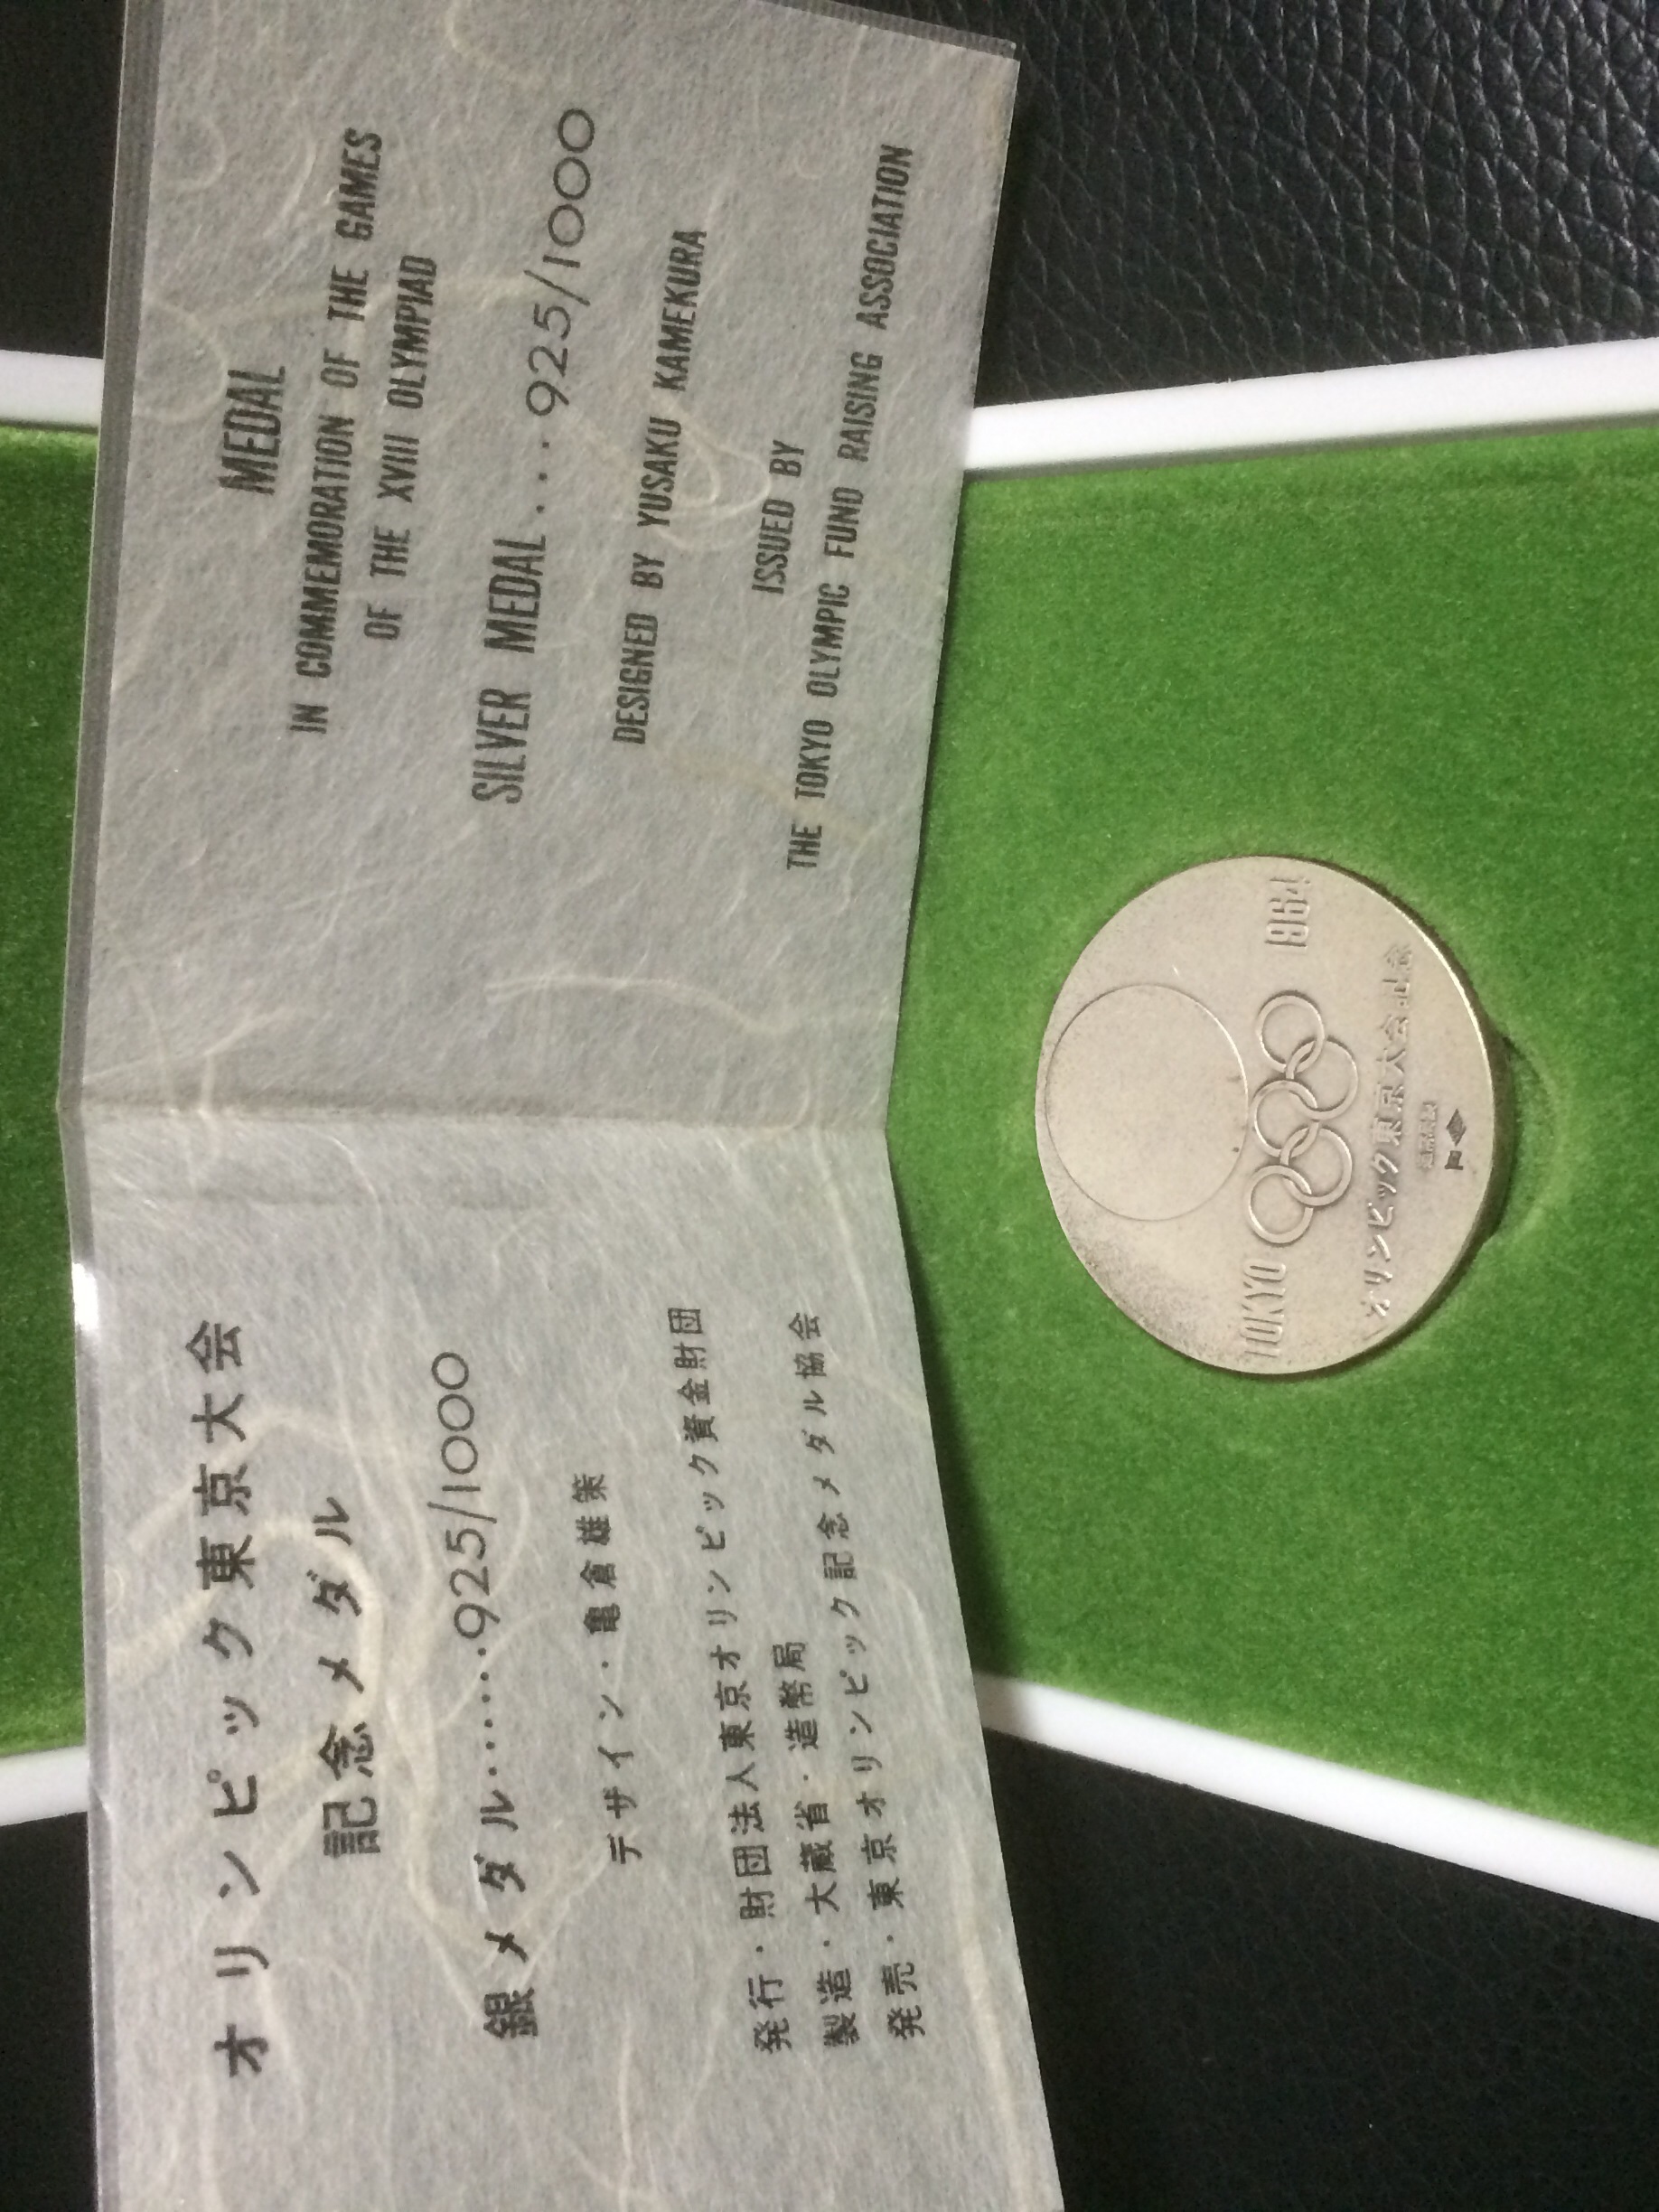 オリンピック東京大会
記念メダル
銀メダル・・・・・・925/1000
デザイン・亀倉雄策
発行・財団法人東京オリンピック資金財団
製造・大蔵省・造幣局
発売・東京オリンピック記念メダル協会
MEDAL
IN COMMEMORATION OF THE GAMES
OF THE XVIII OLYMPIAD
SILVER MEDAL....925/1000
DESIGNED BY YUSAKU KAMEKURA
ISSUED BY
THE TOKYO OLYMPIC FUND RAISING ASSOCIATION
TOKYO 1964
オリンピック東京大会記念